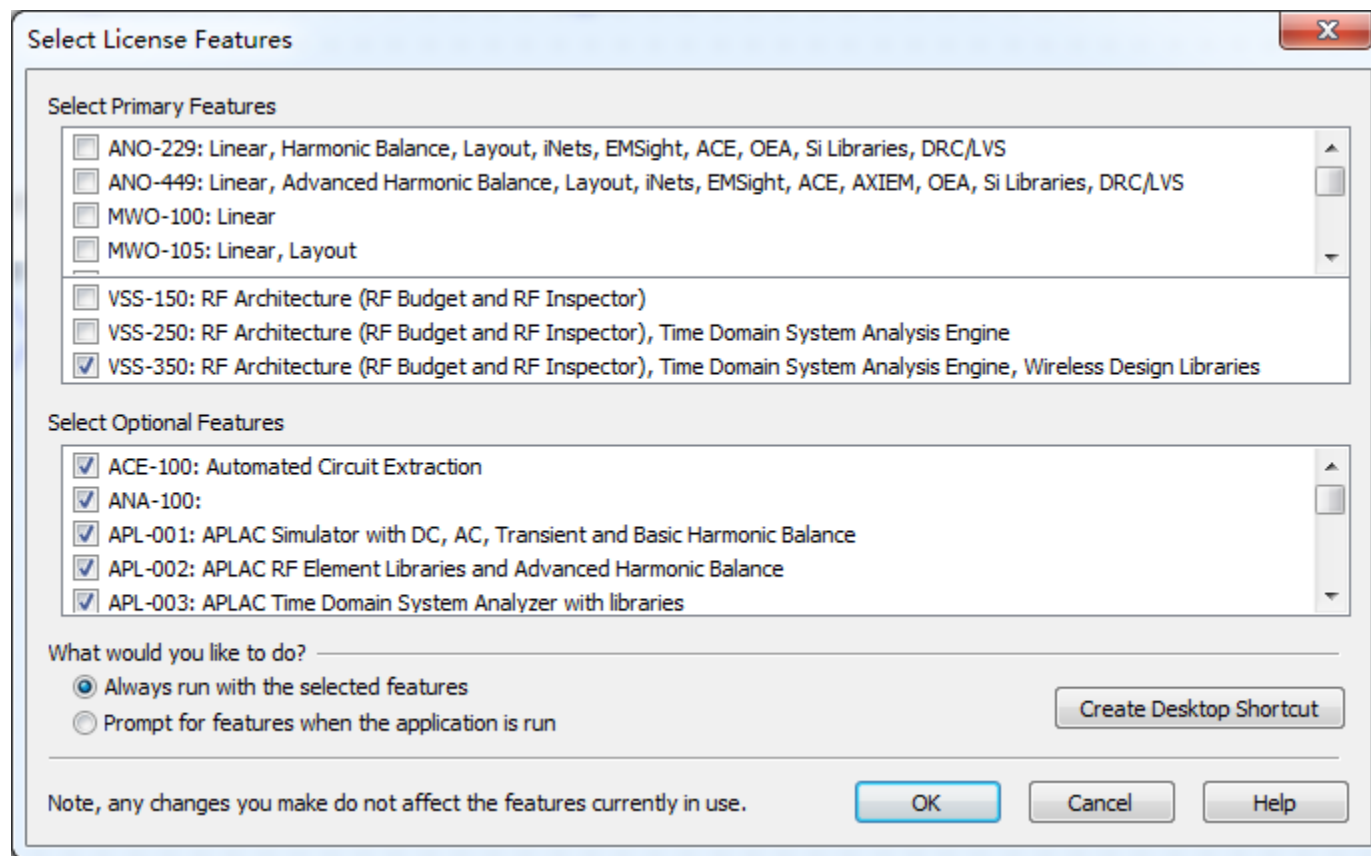 Select License Features
Select Primary Features
ANO-229: Linear, Harmonic Balance, Layout, iNets, EMSight, ACE, OEA, Si Libraries, DRC/LVS
ANO-449: Linear, Advanced Harmonic Balance, Layout, iNets, EMSight, ACE, AXIEM, OEA, Si Libraries, DRC/LVS
MWO-100: Linear
MWO-105: Linear, Layout
VSS-150: RF Architecture (RF Budget and RF Inspector)
VSS-250: RF Architecture (RF Budget and RF Inspector), Time Domain System Analysis Engine
VSS-350: RF Architecture (RF Budget and RF Inspector), Time Domain System Analysis Engine, Wireless Design Libraries
Select Optional Features
ACE-100: Automated Circuit Extraction
ANA-100:
APL-001: APLAC Simulator with DC, AC, Transient and Basic Harmonic Balance
APL-002: APLAC RF Element Libraries and Advanced Harmonic Balance
APL-003: APLAC Time Domain System Analyzer with libraries
What would you like to do?
Always run with the selected features
Prompt for features when the application is run
Create Desktop Shortcut
Note, any changes you make do not affect the features currently in use.
OK
Cancel
Help